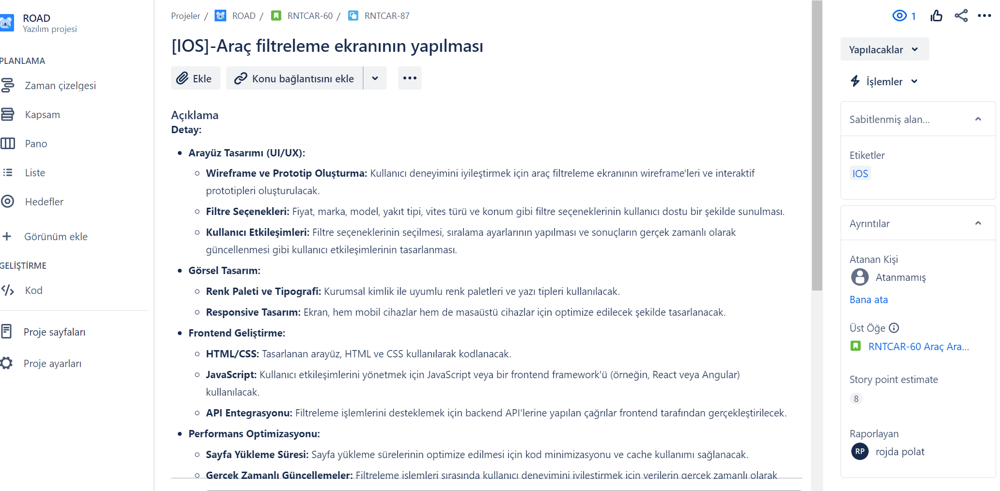 ROAD
Yazılım projesi
PLANLAMA
Zaman çizelgesi
Kapsam
Pano
Liste
Hedefler
Görünüm ekle
GELİŞTİRME
Kod
Proje sayfaları
Proje ayarları
Projeler / ROAD / RNTCAR-60 / RNTCAR-87
[IOS]-Araç filtreleme ekranının yapılması
Ekle
Konu bağlantısını ekle
Açıklama
Detay:
Arayüz Tasarımı (UI/UX):
Wireframe ve Prototip Oluşturma: Kullanıcı deneyimini iyileştirmek için araç filtreleme ekranının wireframe'leri ve interaktif
prototipleri oluşturulacak.
Filtre Seçenekleri: Fiyat, marka, model, yakıt tipi, vites türü ve konum gibi filtre seçeneklerinin kullanıcı dostu bir şekilde sunulması.
Kullanıcı Etkileşimleri: Filtre seçeneklerinin seçilmesi, sıralama ayarlarının yapılması ve sonuçların gerçek zamanlı olarak
güncellenmesi gibi kullanıcı etkileşimlerinin tasarlanması.
Görsel Tasarım:
Renk Paleti ve Tipografi: Kurumsal kimlik ile uyumlu renk paletleri ve yazı tipleri kullanılacak.
Responsive Tasarım: Ekran, hem mobil cihazlar hem de masaüstü cihazlar için optimize edilecek şekilde tasarlanacak.
Frontend Geliştirme:
HTML/CSS: Tasarlanan arayüz, HTML ve CSS kullanılarak kodlanacak.
JavaScript: Kullanıcı etkileşimlerini yönetmek için JavaScript veya bir frontend framework'ü (örneğin, React veya Angular)
kullanılacak.
API Entegrasyonu: Filtreleme işlemlerini desteklemek için backend API'lerine yapılan çağrılar frontend tarafından gerçekleştirilecek.
Performans Optimizasyonu:
Sayfa Yükleme Süresi: Sayfa yükleme sürelerinin optimize edilmesi için kod minimizasyonu ve cache kullanımı sağlanacak.
Gerçek Zamanlı Güncellemeler: Filtreleme işlemleri sırasında kullanıcı deneyimini iyileştirmek için verilerin gerçek zamanlı olarak
1
Yapılacaklar
İşlemler
Sabitlenmiş alan...
Etiketler
IOS
Ayrıntılar
Atanan Kişi
Atanmamış
Bana ata
Üst Öğe
RNTCAR-60 Araç Ara...
Story point estimate
8
Raporlayan
RP rojda polat